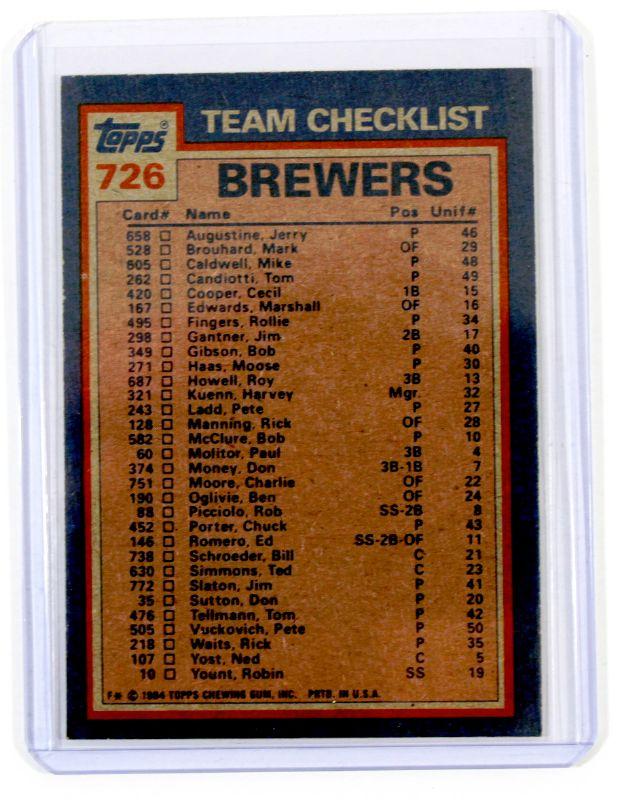 Topps
TEAM CHECKLIST
726
BREWERS
Card# Name Pos Unif#
658 Augustine, Jerry P 46
528 Brouhard, Mark OF 29
605 Caldwell, Mike P 48
262 Candiotti, Tom P 49
420 Cooper, Cecil 1B 15
167 Edwards, Marshall OF 16
495 Fingers, Rollie P 34
298 Gantner, Jim 2B 17
349 Gibson, Bob P 40
271 Haas, Moose P 30
687 Howell, Roy 3B 13
321 Kuenn, Harvey Mgr. 32
243 Ladd, Pete P 27
128 Manning, Rick OF 28
582 McClure, Bob P 10
60 Molitor, Paul 3B 4
374 Money, Don 3B-1B 7
751 Moore, Charlie OF 22
190 Oglivie, Ben OF 24
88 Picciolo, Rob SS-2B 8
452 Porter, Chuck P 43
146 Romero, Ed SS-2B-OF 11
738 Schroeder, Bill C 21
630 Simmons, Ted C 23
772 Slaton, Jim P 41
35 Sutton, Don P 20
476 Tellmann, Tom P 42
505 Vuckovich, Pete P 50
218 Waits, Rick P 35
107 Yost, Ned C 5
10 Yount, Robin SS 19
F* © 1984 TOPPS CHEWING GUM, INC. PRTD. IN U.S.A.